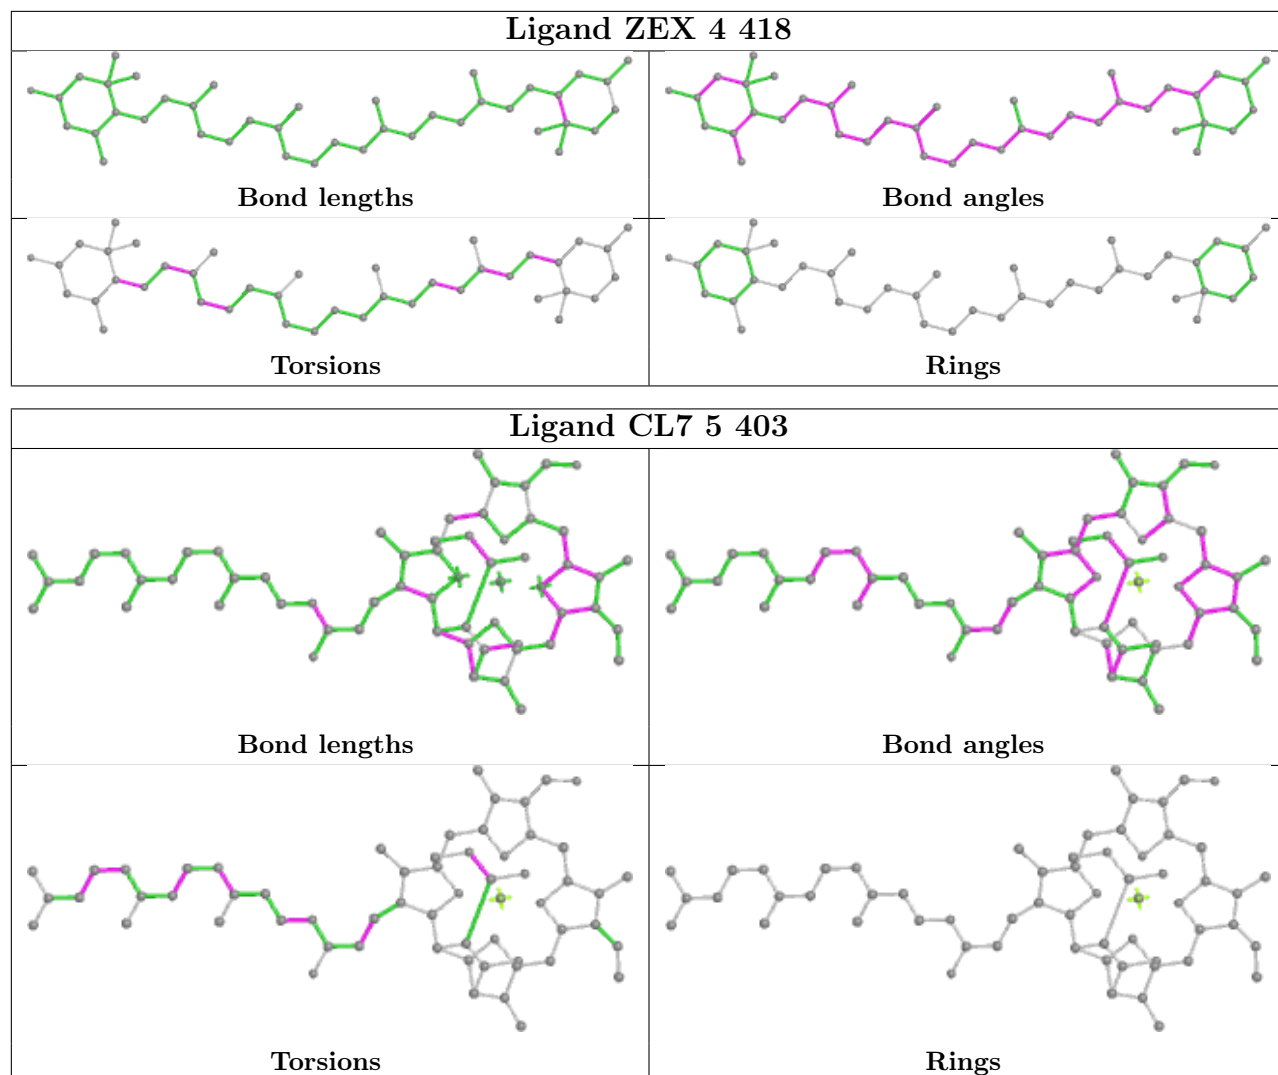 Ligand ZEX 4 418
Bond lengths
Bond angles
Torsions
Rings
Ligand CL7 5 403
Bond lengths
Bond angles
Torsions
Rings